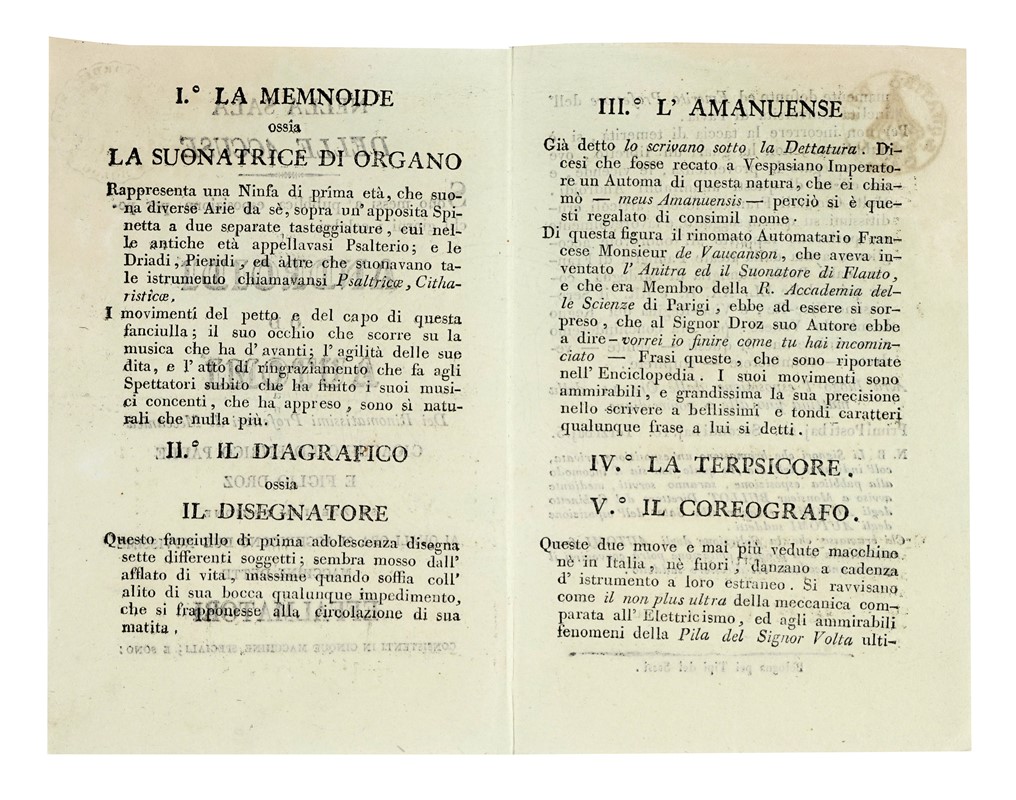 I.° LA MEMNOIDE
ossia
LA SUONATRICE DI ORGANO
Rappresenta una Ninfa di prima età, che suo-
na diverse Arie da sè, sopra un' apposita Spi-
netta a due separate tasteggiature, cui nel-
le antiche età appellavasi Psalterio; e le
Driadi, Pieridi, ed altre che suonavano ta-
le istrumento chiamavansi Psaltricæ, Citha-
risticæ,
I movimenti del petto e del capo di questa
fanciulla; il suo occhio che scorre su la
musica che ha d' avanti; l' agilità delle sue
dita, e l' atto di ringraziamento che fa agli
Spettatori subito che ha finito i suoi musi-
ci concenti, che ha appreso, sono sì natu-
rali che nulla più.
II.° IL DIAGRAFICO
ossia
IL DISEGNATORE
Questo fanciullo di prima adolescenza disegna
sette differenti soggetti; sembra mosso dall'
afflato di vita, massime quando soffia coll'
alito di sua bocca qualunque impedimento,
che si frapponesse alla circolazione di sua
matita.
III.° L' AMANUENSE
Già detto lo scrivano sotto la Dettatura. Di-
cesi che fosse recato a Vespasiano Imperato-
re un Automa di questa natura, che ei chia-
mò — meus Amanuensis — perciò si è que-
sti regalato di consimil nome.
Di questa figura il rinomato Automatario Fran-
cese Monsieur de Vaucanson, che aveva in-
ventato l' Anitra ed il Suonatore di Flauto,
e che era Membro della R. Accademia del-
le Scienze di Parigi, ebbe ad essere sì sor-
preso, che al Signor Droz suo Autore ebbe
a dire - vorrei io finire come tu hai incomin-
ciato — Frasi queste, che sono riportate
nell' Enciclopedia. I suoi movimenti sono
ammirabili, e grandissima la sua precisione
nello scrivere a bellissimi e tondi caratteri
qualunque frase a lui si detti.
IV.° LA TERPSICORE.
V.° IL COREOGRAFO.
Queste due nuove e mai più vedute macchine
nè in Italia, nè fuori, danzano a cadenza
d' istrumento a loro estraneo. Si ravvisano
come il non plus ultra della meccanica com-
parata all' Elettricismo, ed agli ammirabili
fenomeni della Pila del Signor Volta ulti-